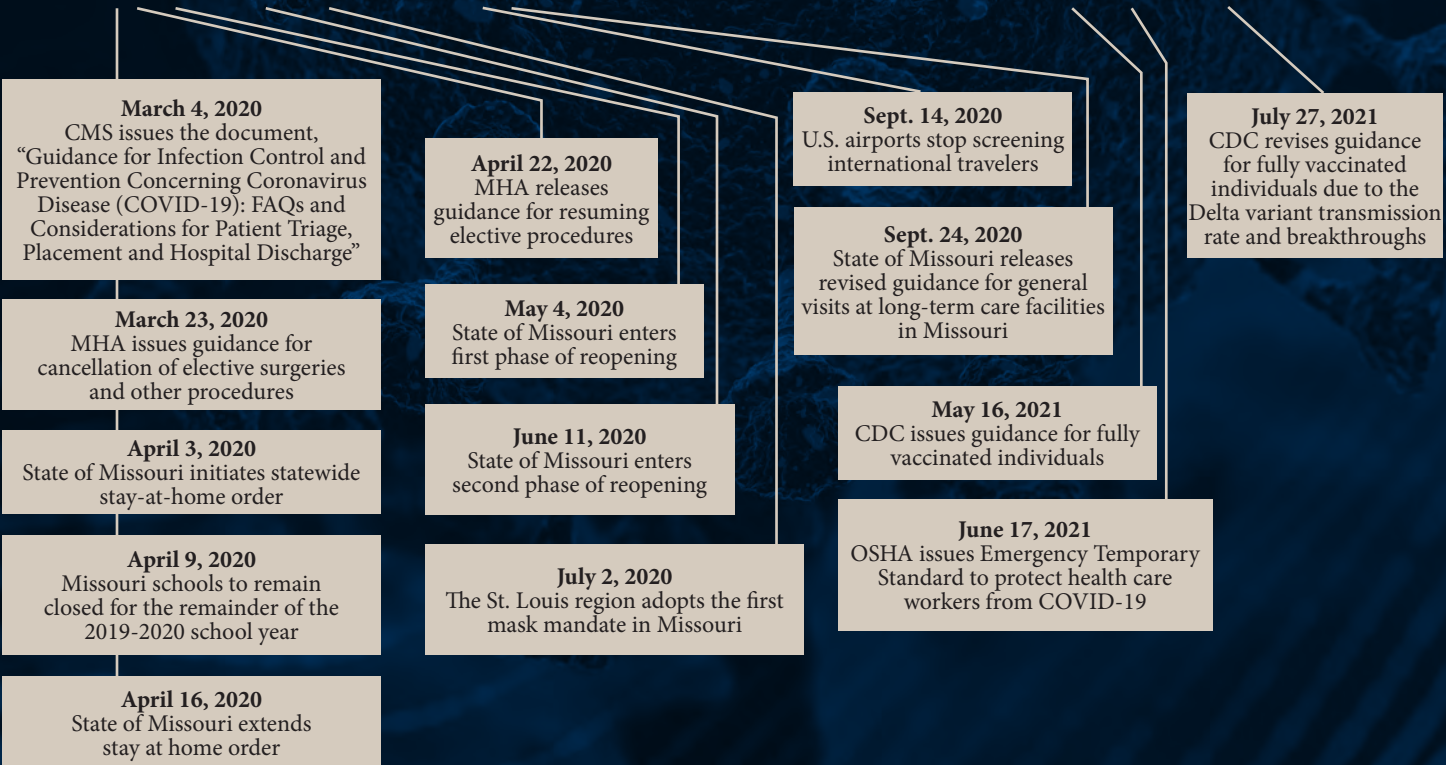 March 4, 2020
CMS issues the document,
“Guidance for Infection Control and
Prevention Concerning Coronavirus
Disease (COVID-19): FAQs and
Considerations for Patient Triage,
Placement and Hospital Discharge”
March 23, 2020
MHA issues guidance for
cancellation of elective surgeries
and other procedures
April 3, 2020
State of Missouri initiates statewide
stay-at-home order
April 9, 2020
Missouri schools to remain
closed for the remainder of the
2019-2020 school year
April 16, 2020
State of Missouri extends
stay at home order
April 22, 2020
MHA releases
guidance for resuming
elective procedures
May 4, 2020
State of Missouri enters
first phase of reopening
June 11, 2020
State of Missouri enters
second phase of reopening
July 2, 2020
The St. Louis region adopts the first
mask mandate in Missouri
Sept. 14, 2020
U.S. airports stop screening
international travelers
Sept. 24, 2020
State of Missouri releases
revised guidance for general
visits at long-term care facilities
in Missouri
May 16, 2021
CDC issues guidance for fully
vaccinated individuals
June 17, 2021
OSHA issues Emergency Temporary
Standard to protect health care
workers from COVID-19
July 27, 2021
CDC revises guidance
for fully vaccinated
individuals due to the
Delta variant transmission
rate and breakthroughs